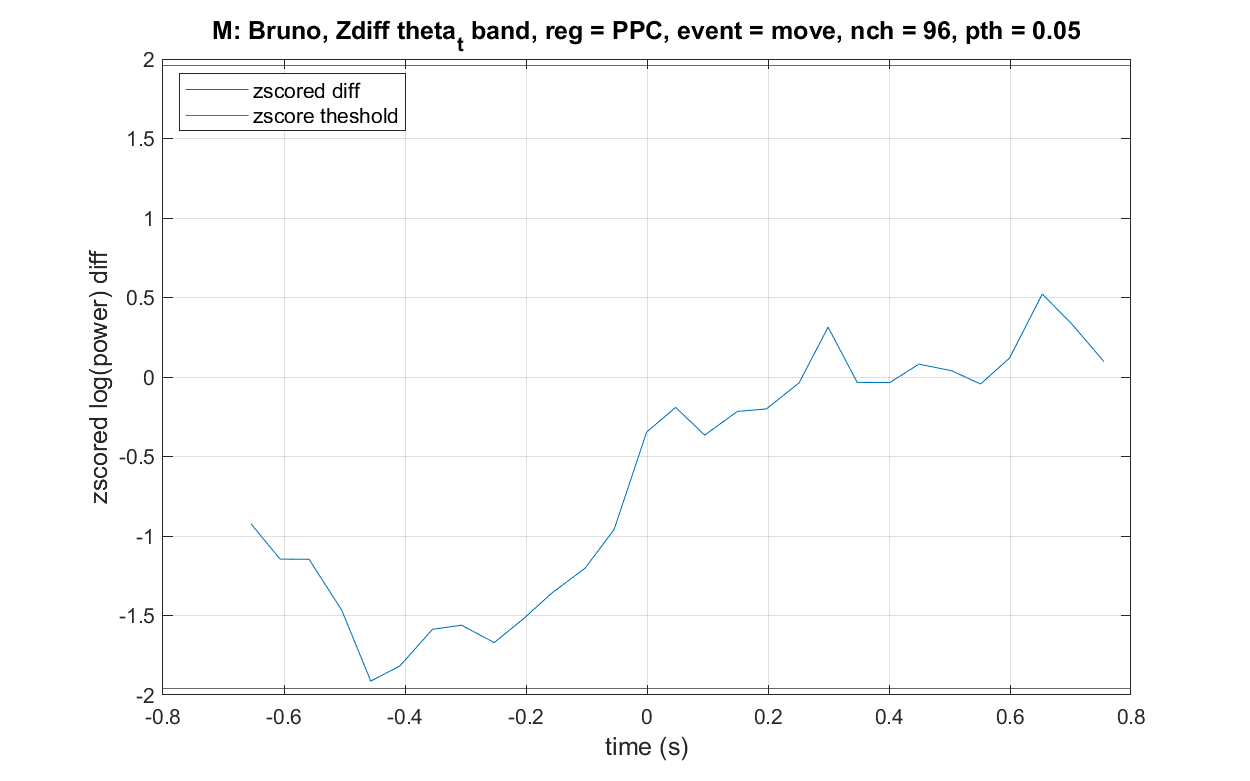 M: Bruno, Zdiff theta_t band, reg = PPC, event = move, nch = 96, pth = 0.05
zscored diff
zscore theshold
2
1.5
1
0.5
0
-0.5
-1
-1.5
-2
zscored log(power) diff
-0.8 -0.6 -0.4 -0.2 0 0.2 0.4 0.6 0.8
time (s)